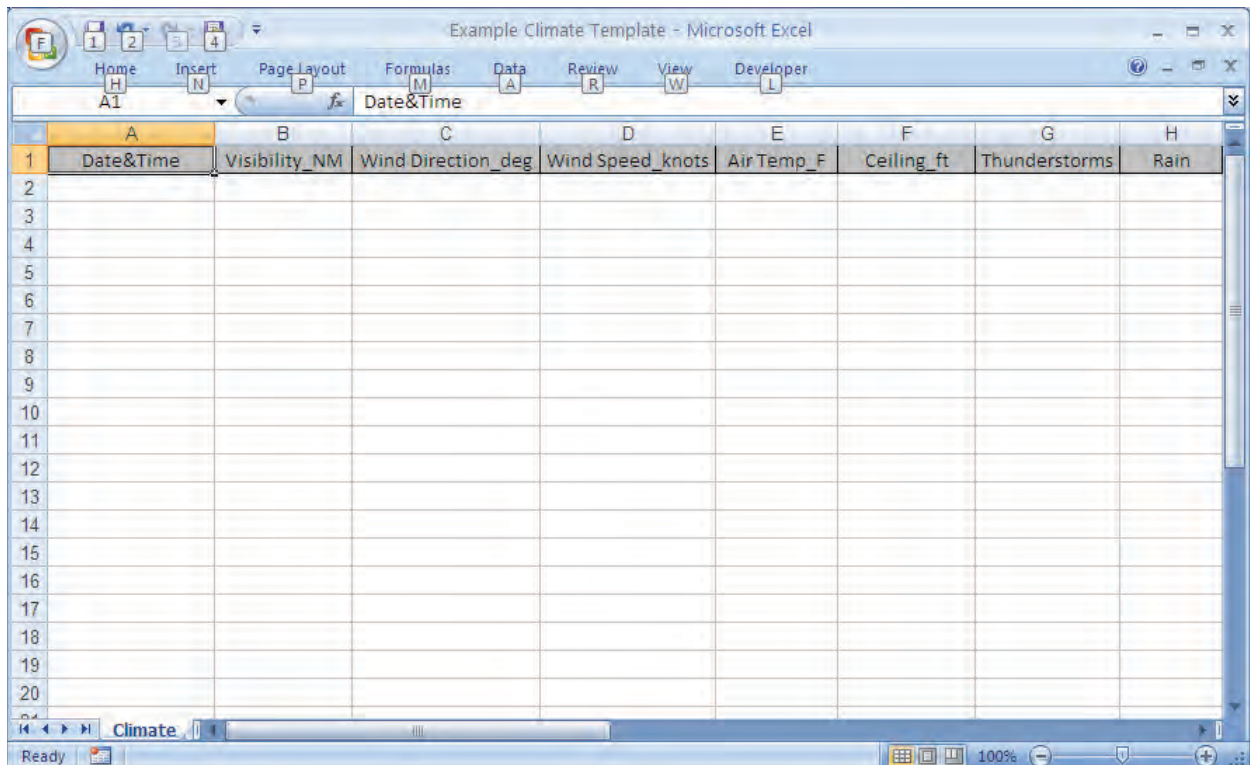 Example Climate Template - Microsoft Excel
F 1 2 3 4
Home Insert Page Layout Formulas Data Review View Developer
H N P M A R W L
A1 fx Date&Time
A B C D E F G H
1 Date&Time Visibility_NM Wind Direction_deg Wind Speed_knots Air Temp_F Ceiling_ft Thunderstorms Rain
2
3
4
5
6
7
8
9
10
11
12
13
14
15
16
17
18
19
20
Climate
Ready 100%